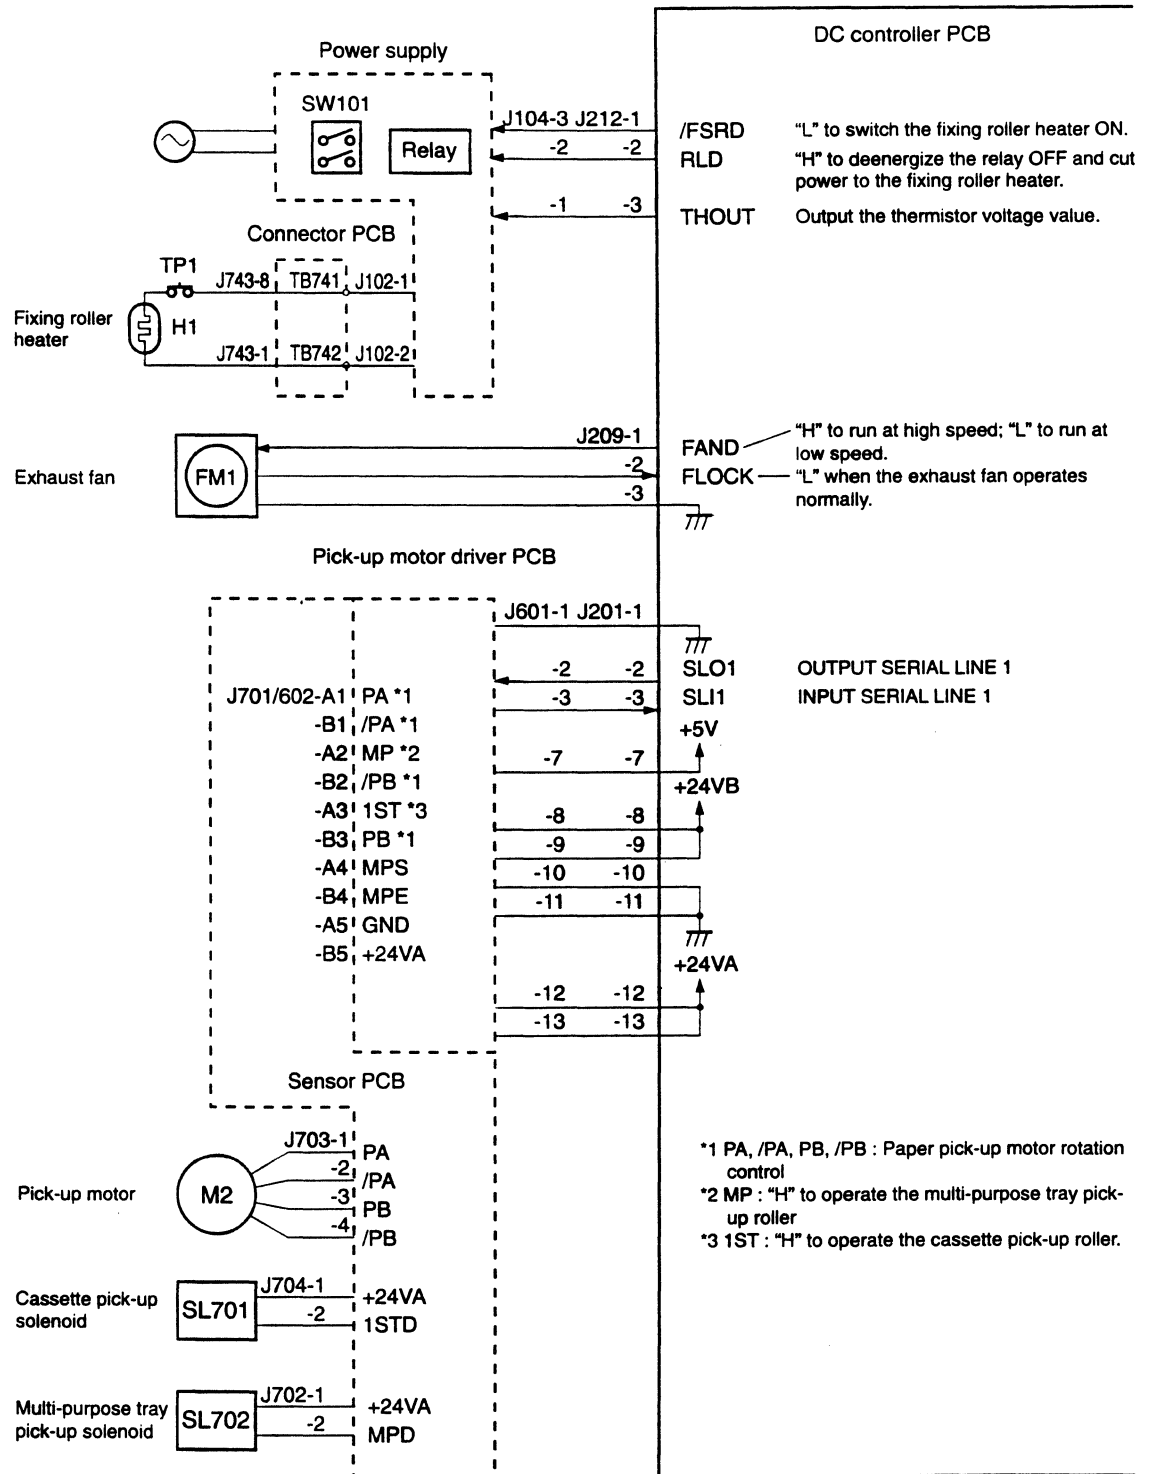 DC controller PCB
Power supply
SW101
Relay
J104-3 J212-1
/FSRD
"L" to switch the fixing roller heater ON.
-2 -2
RLD
"H" to deenergize the relay OFF and cut
power to the fixing roller heater.
-1 -3
THOUT
Output the thermistor voltage value.
Connector PCB
TP1
J743-8 TB741 J102-1
Fixing roller
heater
H1
J743-1 TB742 J102-2
J209-1
FAND
"H" to run at high speed; "L" to run at
low speed.
Exhaust fan
FM1
-2
FLOCK
"L" when the exhaust fan operates
normally.
-3
Pick-up motor driver PCB
J601-1 J201-1
-2 -2
SLO1
OUTPUT SERIAL LINE 1
J701/602-A1 PA *1
-3 -3
SLI1
INPUT SERIAL LINE 1
-B1 /PA *1
+5V
-A2 MP *2
-7 -7
-B2 /PB *1
+24VB
-A3 1ST *3
-8 -8
-B3 PB *1
-9 -9
-A4 MPS
-10 -10
-B4 MPE
-11 -11
-A5 GND
-B5 +24VA
+24VA
-12 -12
-13 -13
Sensor PCB
Pick-up motor
M2
J703-1 PA
-2 /PA
-3 PB
-4 /PB
*1 PA, /PA, PB, /PB : Paper pick-up motor rotation
control
*2 MP : "H" to operate the multi-purpose tray pick-
up roller
*3 1ST : "H" to operate the cassette pick-up roller.
Cassette pick-up
solenoid
SL701
J704-1 +24VA
-2 1STD
Multi-purpose tray
pick-up solenoid
SL702
J702-1 +24VA
-2 MPD